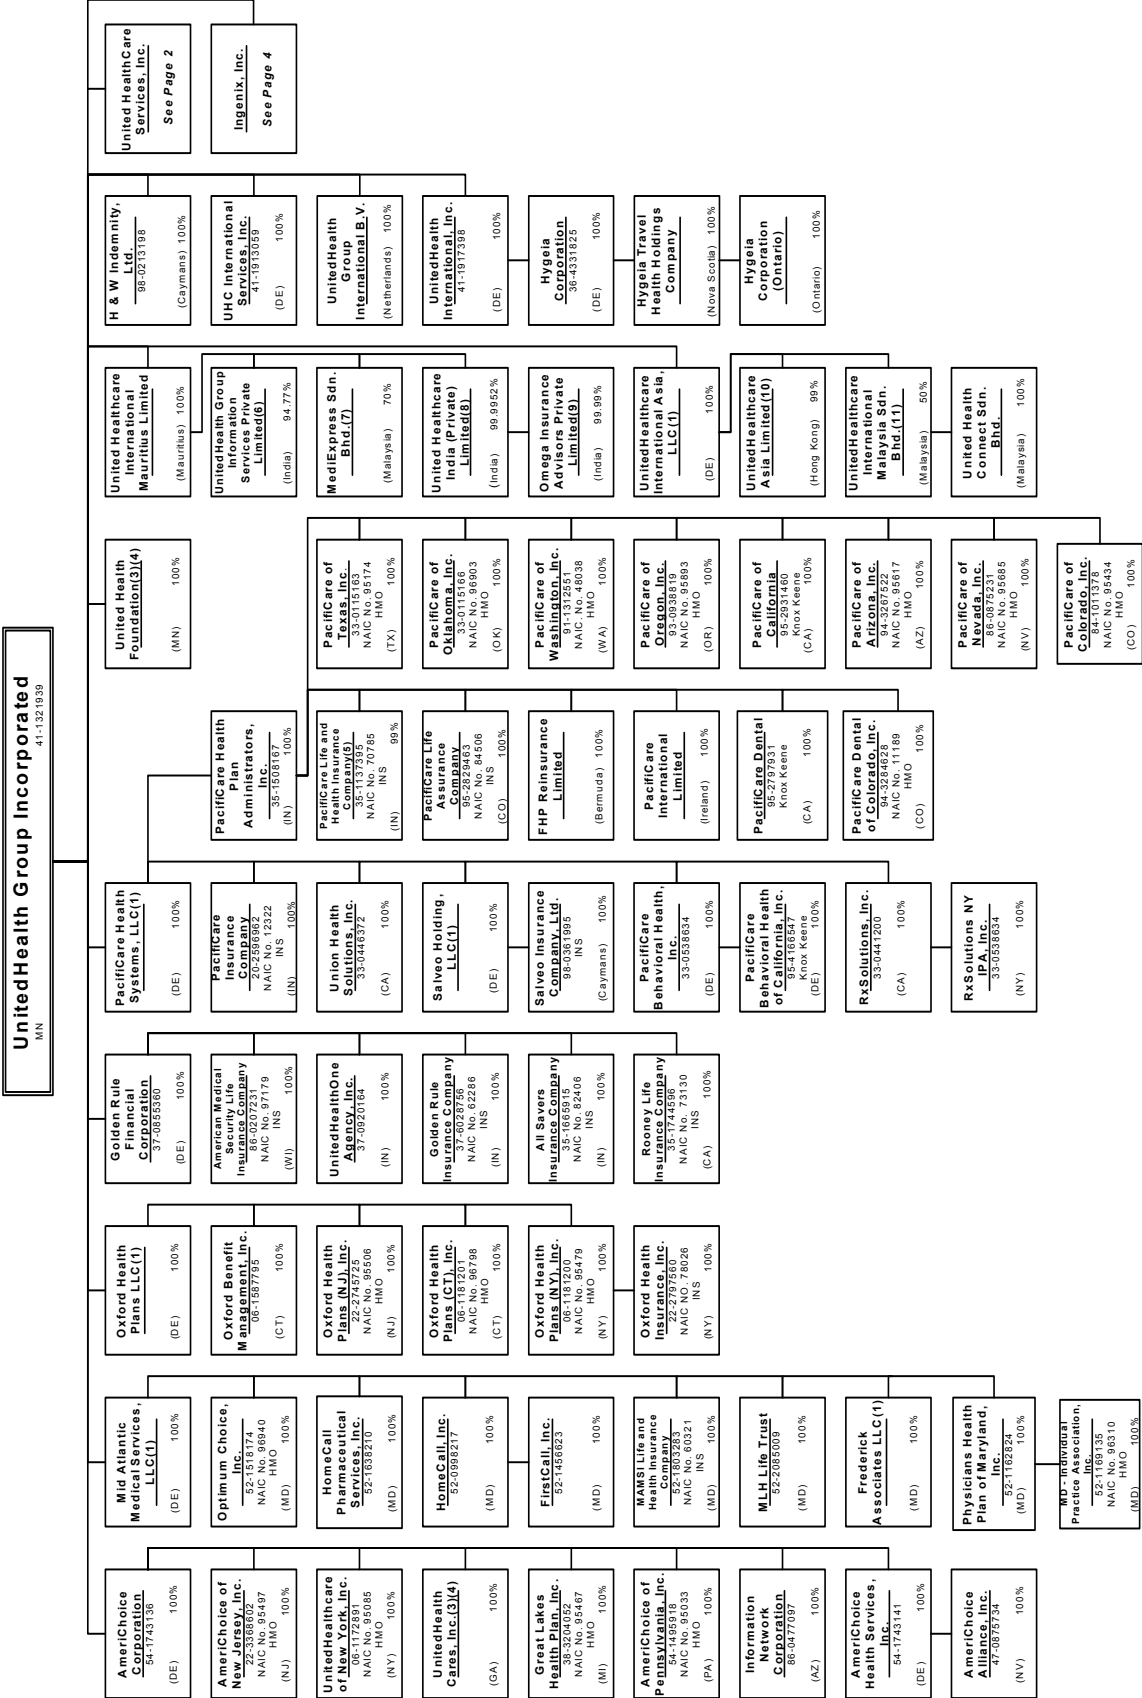 UnitedHealth Group Incorporated
MN 41-1321939
AmeriChoice
Corporation
54-1743136
(DE) 100%
AmeriChoice of
New Jersey, Inc.
22-3368602
NAIC No. 95497
HMO
(NJ) 100%
UnitedHealthcare
of New York, Inc.
06-1172891
NAIC No. 95085
HMO
(NY) 100%
UnitedHealth
Cares, Inc.(3)(4)
(GA) 100%
Great Lakes
Health Plan, Inc.
38-3204052
NAIC No. 95467
HMO
(MI) 100%
AmeriChoice of
Pennsylvania, Inc.
54-1495918
NAIC No. 95033
HMO
(PA) 100%
Information
Network
Corporation
86-0477097
(AZ) 100%
AmeriChoice
Health Services,
Inc.
54-1743141
(DE) 100%
AmeriChoice
Alliance, Inc.
47-0875734
(NV) 100%
Mid Atlantic
Medical Services,
LLC(1)
(DE) 100%
Optimum Choice,
Inc.
52-1518174
NAIC No. 96940
HMO
(MD) 100%
HomeCall
Pharmaceutical
Services, Inc.
52-1638210
(MD) 100%
HomeCall, Inc.
52-0998217
(MD) 100%
FirstCall, Inc.
52-1456623
(MD) 100%
MAMSI Life and
Health Insurance
Company
52-1803283
NAIC No. 60321
INS
(MD) 100%
MLH Life Trust
52-2085009
(MD) 100%
Frederick
Associates LLC (1)
(MD) 100%
Physicians Health
Plan of Maryland,
Inc.
52-1162824
(MD) 100%
MD - Individual
Practice Association,
Inc.
52-1169135
NAIC No. 96310
HMO
(MD) 100%
Oxford Health
Plans LLC(1)
(DE) 100%
Oxford Benefit
Management, Inc.
06-1587795
(CT) 100%
Oxford Health
Plans (NJ), Inc.
22-2745725
NAIC No. 95506
HMO
(NJ) 100%
Oxford Health
Plans (CT), Inc.
06-1181201
NAIC No. 96798
HMO
(CT) 100%
Oxford Health
Plans (NY), Inc.
06-1181200
NAIC No. 95479
HMO
(NY) 100%
Oxford Health
Insurance, Inc.
22-2797560
NAIC NO. 78026
INS
(NY) 100%
Golden Rule
Financial
Corporation
37-0855360
(DE) 100%
American Medical
Security Life
Insurance Company
86-0207231
NAIC No. 97179
INS
(WI) 100%
UnitedHealthOne
Agency, Inc.
37-0920164
(IN) 100%
Golden Rule
Insurance Company
37-6028756
NAIC No. 62286
INS
(IN) 100%
All Savers
Insurance Company
35-1665915
NAIC No. 82406
INS
(IN) 100%
Rooney Life
Insurance Company
35-1744596
NAIC No. 73130
INS
(CA) 100%
PacifiCare Health
Systems, LLC(1)
(DE) 100%
PacifiCare
Insurance
Company
20-2596962
NAIC No. 12322
INS
(IN) 100%
Union Health
Solutions, Inc.
33-0446372
(CA) 100%
Salveo Holding,
LLC(1)
(DE) 100%
Salveo Insurance
Company, Ltd.
98-0361995
INS
(Caymans) 100%
PacifiCare
Behavioral Health,
Inc.
33-0538634
(DE) 100%
PacifiCare
Behavioral Health
of California, Inc.
95-4166547
Knox Keene
(DE) 100%
RxSolutions, Inc.
33-0441200
(CA) 100%
RxSolutions NY
IPA, Inc.
33-0538634
(NY) 100%
PacifiCare Health
Plan
Administrators,
Inc.
35-1508167
(IN) 100%
PacifiCare Life and
Health Insurance
Company(5)
35-1137395
NAIC No. 70785
INS
(IN) 99%
PacifiCare Life
Assurance
Company
95-2829463
NAIC No. 84506
INS
(CO) 100%
FHP Reinsurance
Limited
(Bermuda) 100%
PacifiCare
International
Limited
(Ireland) 100%
PacifiCare Dental
95-2797931
Knox Keene
(CA) 100%
PacifiCare Dental
of Colorado, Inc.
94-3284628
NAIC No. 11189
HMO
(CO) 100%
United Health
Foundation(3)(4)
(MN) 100%
PacifiCare of
Texas, Inc.
33-0115163
NAIC No. 95174
HMO
(TX) 100%
PacifiCare of
Oklahoma, Inc.
33-0115166
NAIC No. 96903
HMO
(OK) 100%
PacifiCare of
Washington, Inc.
91-1312551
NAIC. No. 48038
HMO
(WA) 100%
PacifiCare of
Oregon, Inc.
93-0938819
NAIC No. 95893
HMO
(OR) 100%
PacifiCare of
California
95-2931460
Knox Keene
(CA) 100%
PacifiCare of
Arizona, Inc.
94-3267522
NAIC No. 95617
HMO
(AZ) 100%
PacifiCare of
Nevada, Inc.
86-0875231
NAIC No. 95685
HMO
(NV) 100%
PacifiCare of
Colorado, Inc.
84-1011378
NAIC No. 95434
HMO
(CO) 100%
United Healthcare
International
Mauritius Limited
(Mauritius) 100%
UnitedHealth Group
Information
Services Private
Limited(6)
(India) 94.77%
MediExpress Sdn.
Bhd.(7)
(Malaysia) 70%
United Healthcare
India (Private)
Limited(8)
(India) 99.9952%
Omega Insurance
Advisors Private
Limited(9)
(India) 99.99%
UnitedHealthcare
International Asia,
LLC(1)
(DE) 100%
UnitedHealthcare
Asia Limited(10)
(Hong Kong) 99%
UnitedHealthcare
International
Malaysia Sdn.
Bhd.(11)
(Malaysia) 50%
United Health
Connect Sdn.
Bhd.
(Malaysia) 100%
H & W Indemnity,
Ltd.
98-0213198
(Caymans) 100%
UHC International
Services, Inc.
41-1913059
(DE) 100%
UnitedHealth
Group
International B.V.
(Netherlands) 100%
UnitedHealth
International, Inc.
41-1917398
(DE) 100%
Hygeia
Corporation
36-4331825
(DE) 100%
Hygeia Travel
Health Holdings
Company
(Nova Scotia) 100%
Hygeia
Corporation
(Ontario)
(Ontario) 100%
United HealthCare
Services, Inc.
See Page 2
Ingenix, Inc.
See Page 4